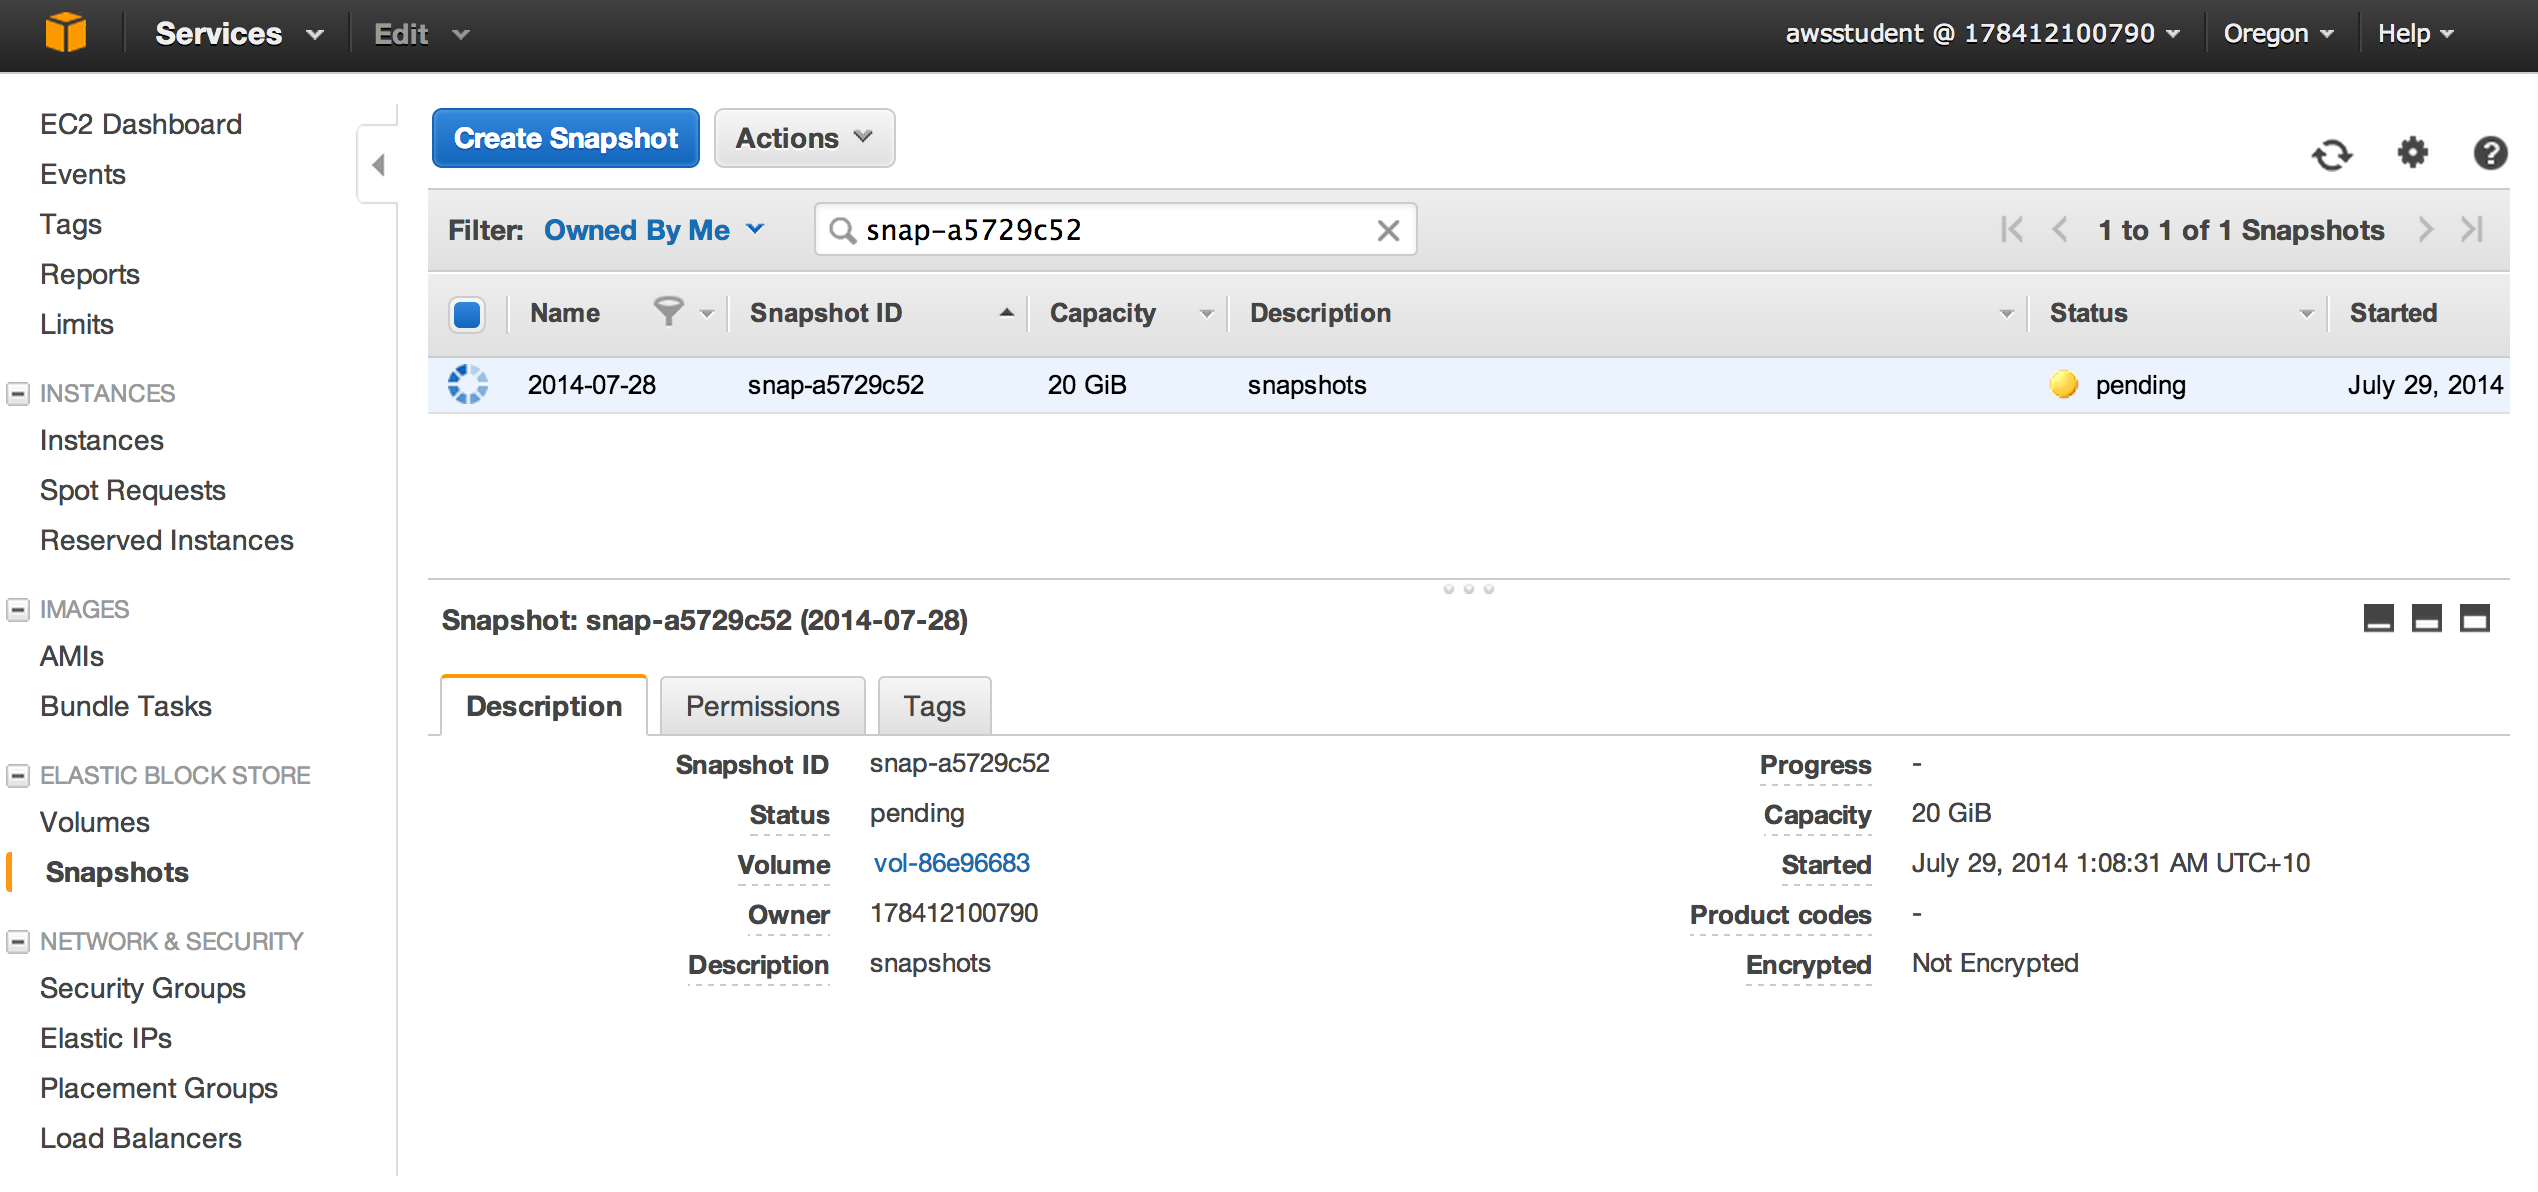 Services Edit awsstudent @ 178412100790 Oregon Help
EC2 Dashboard
Events
Tags
Reports
Limits
INSTANCES
Instances
Spot Requests
Reserved Instances
IMAGES
AMIs
Bundle Tasks
ELASTIC BLOCK STORE
Volumes
Snapshots
NETWORK & SECURITY
Security Groups
Elastic IPs
Placement Groups
Load Balancers
Create Snapshot Actions
Filter: Owned By Me snap-a5729c52 1 to 1 of 1 Snapshots
Name Snapshot ID Capacity Description Status Started
2014-07-28 snap-a5729c52 20 GiB snapshots pending July 29, 2014
Snapshot: snap-a5729c52 (2014-07-28)
Description Permissions Tags
Snapshot ID snap-a5729c52 Progress -
Status pending Capacity 20 GiB
Volume vol-86e96683 Started July 29, 2014 1:08:31 AM UTC+10
Owner 178412100790 Product codes -
Description snapshots Encrypted Not Encrypted